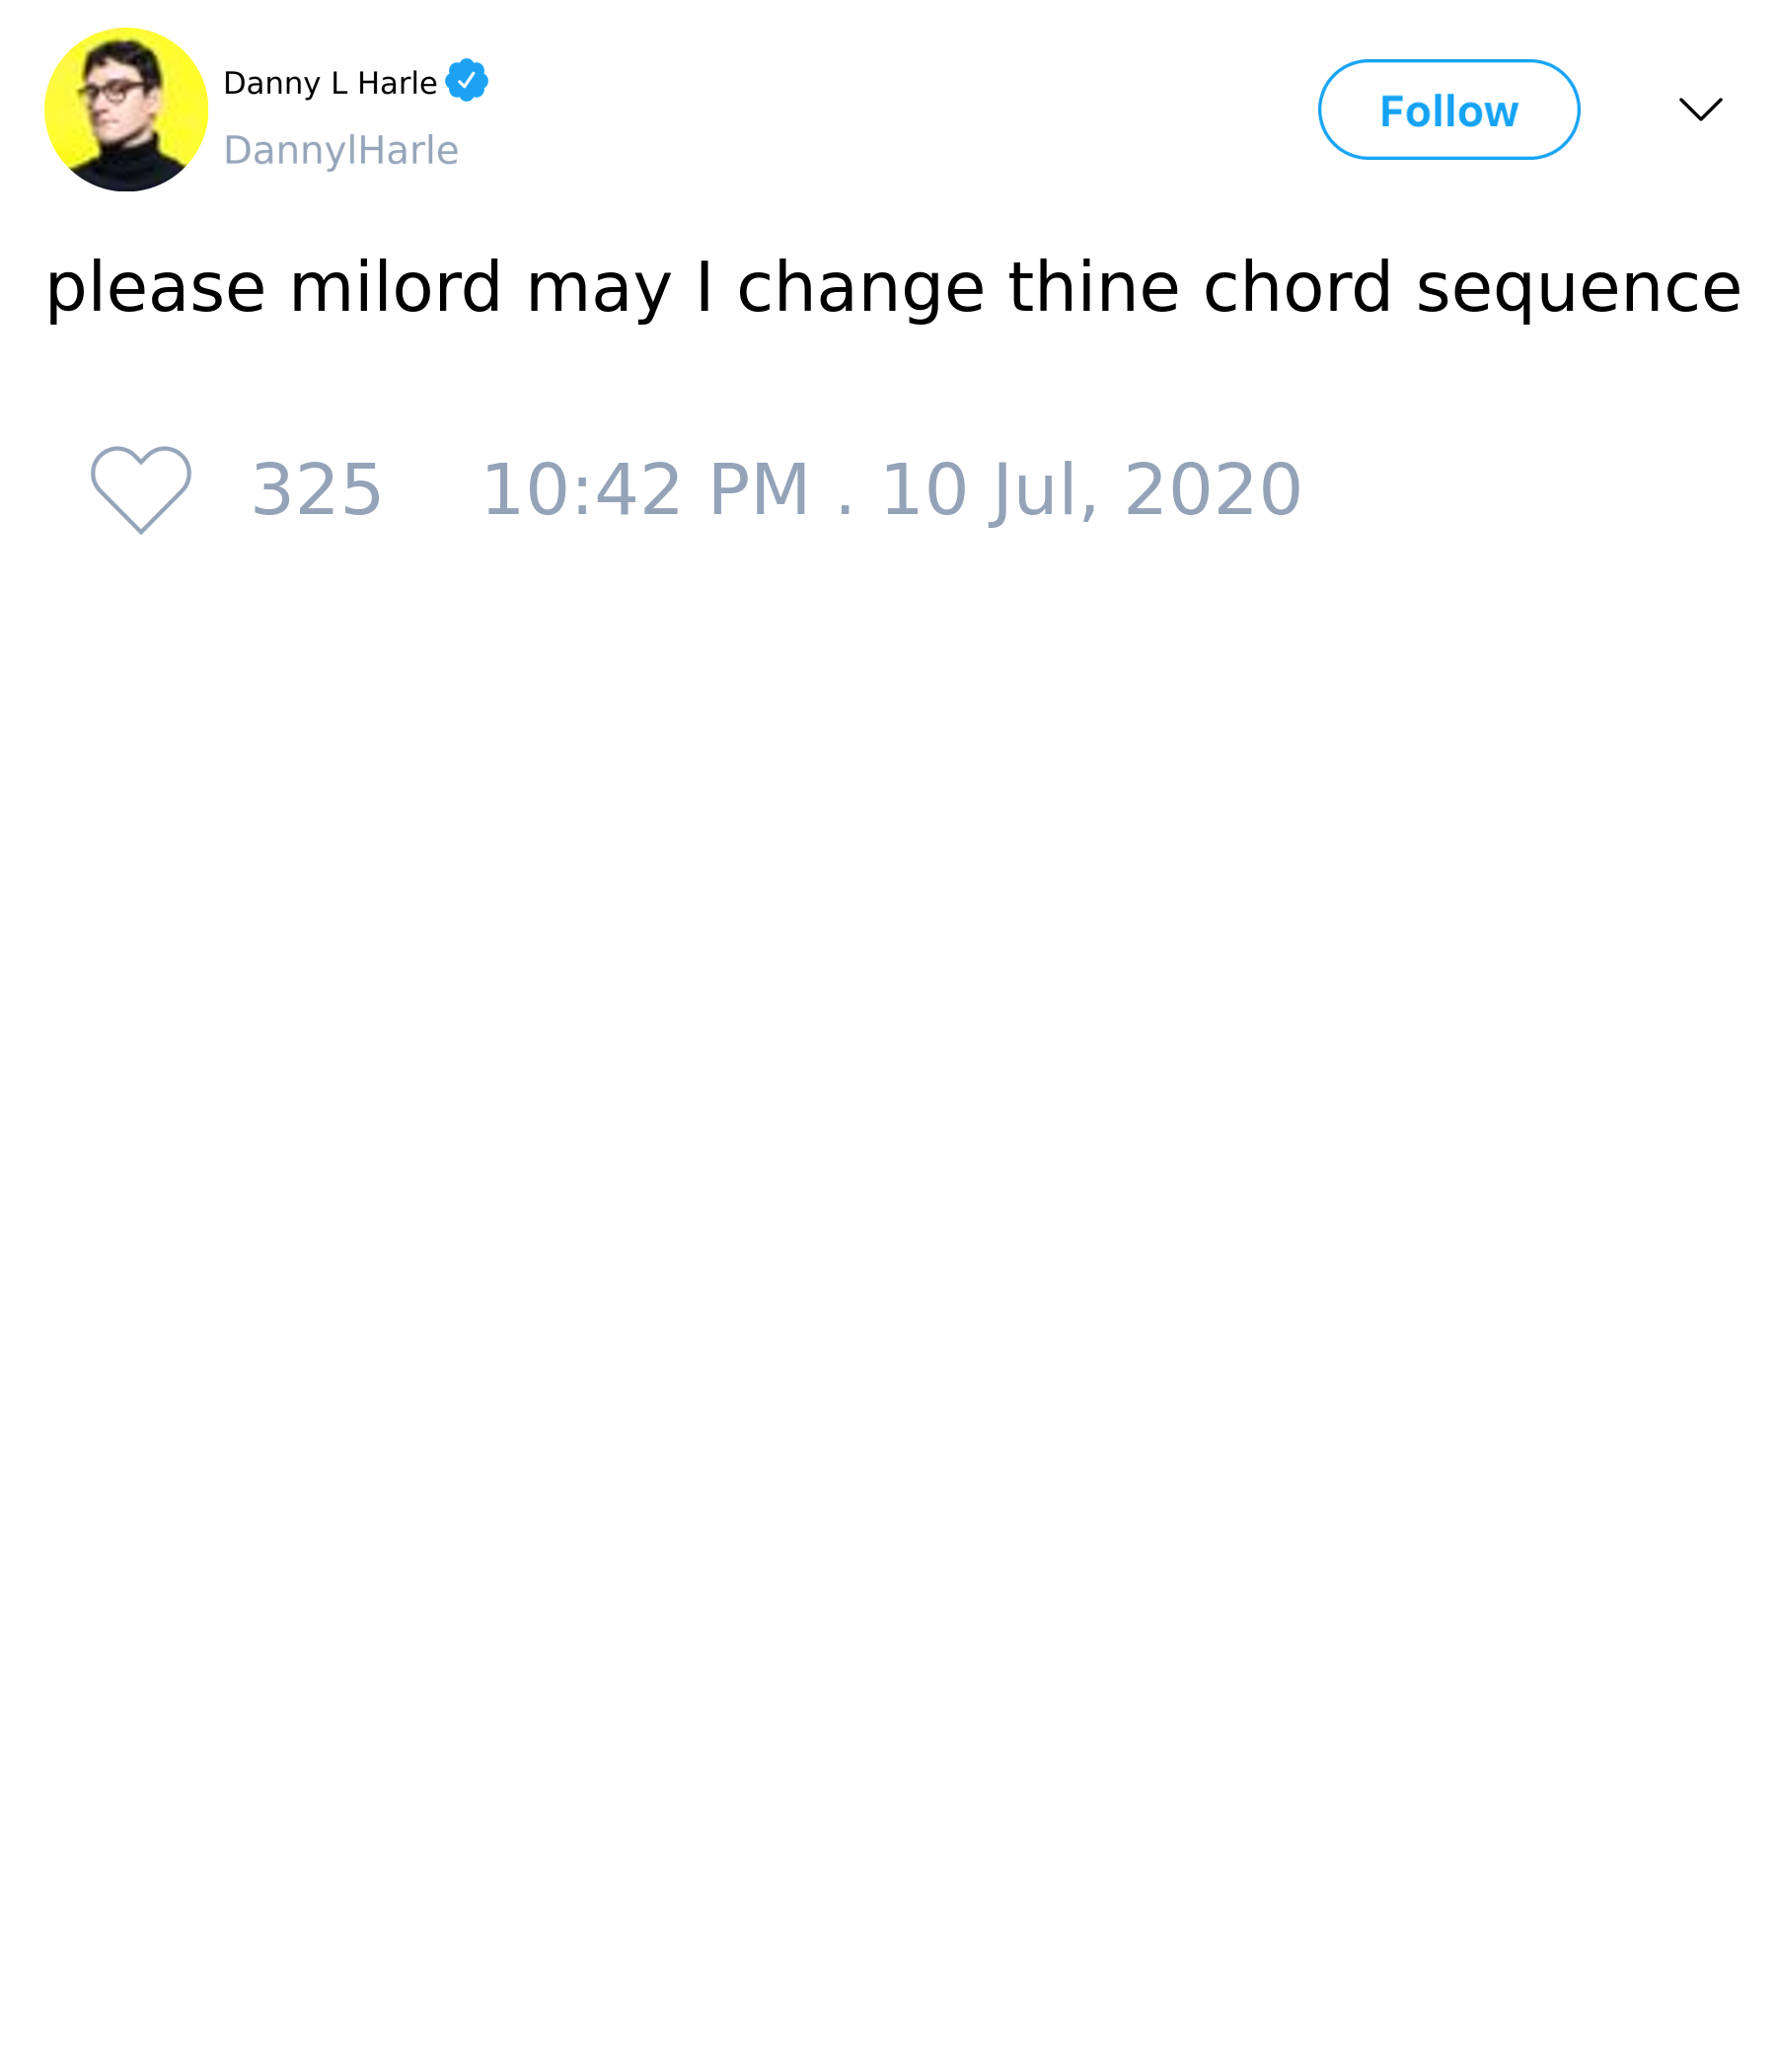 Danny L Harle
DannylHarle
Follow
please milord may I change thine chord sequence
325 10:42 PM . 10 Jul, 2020